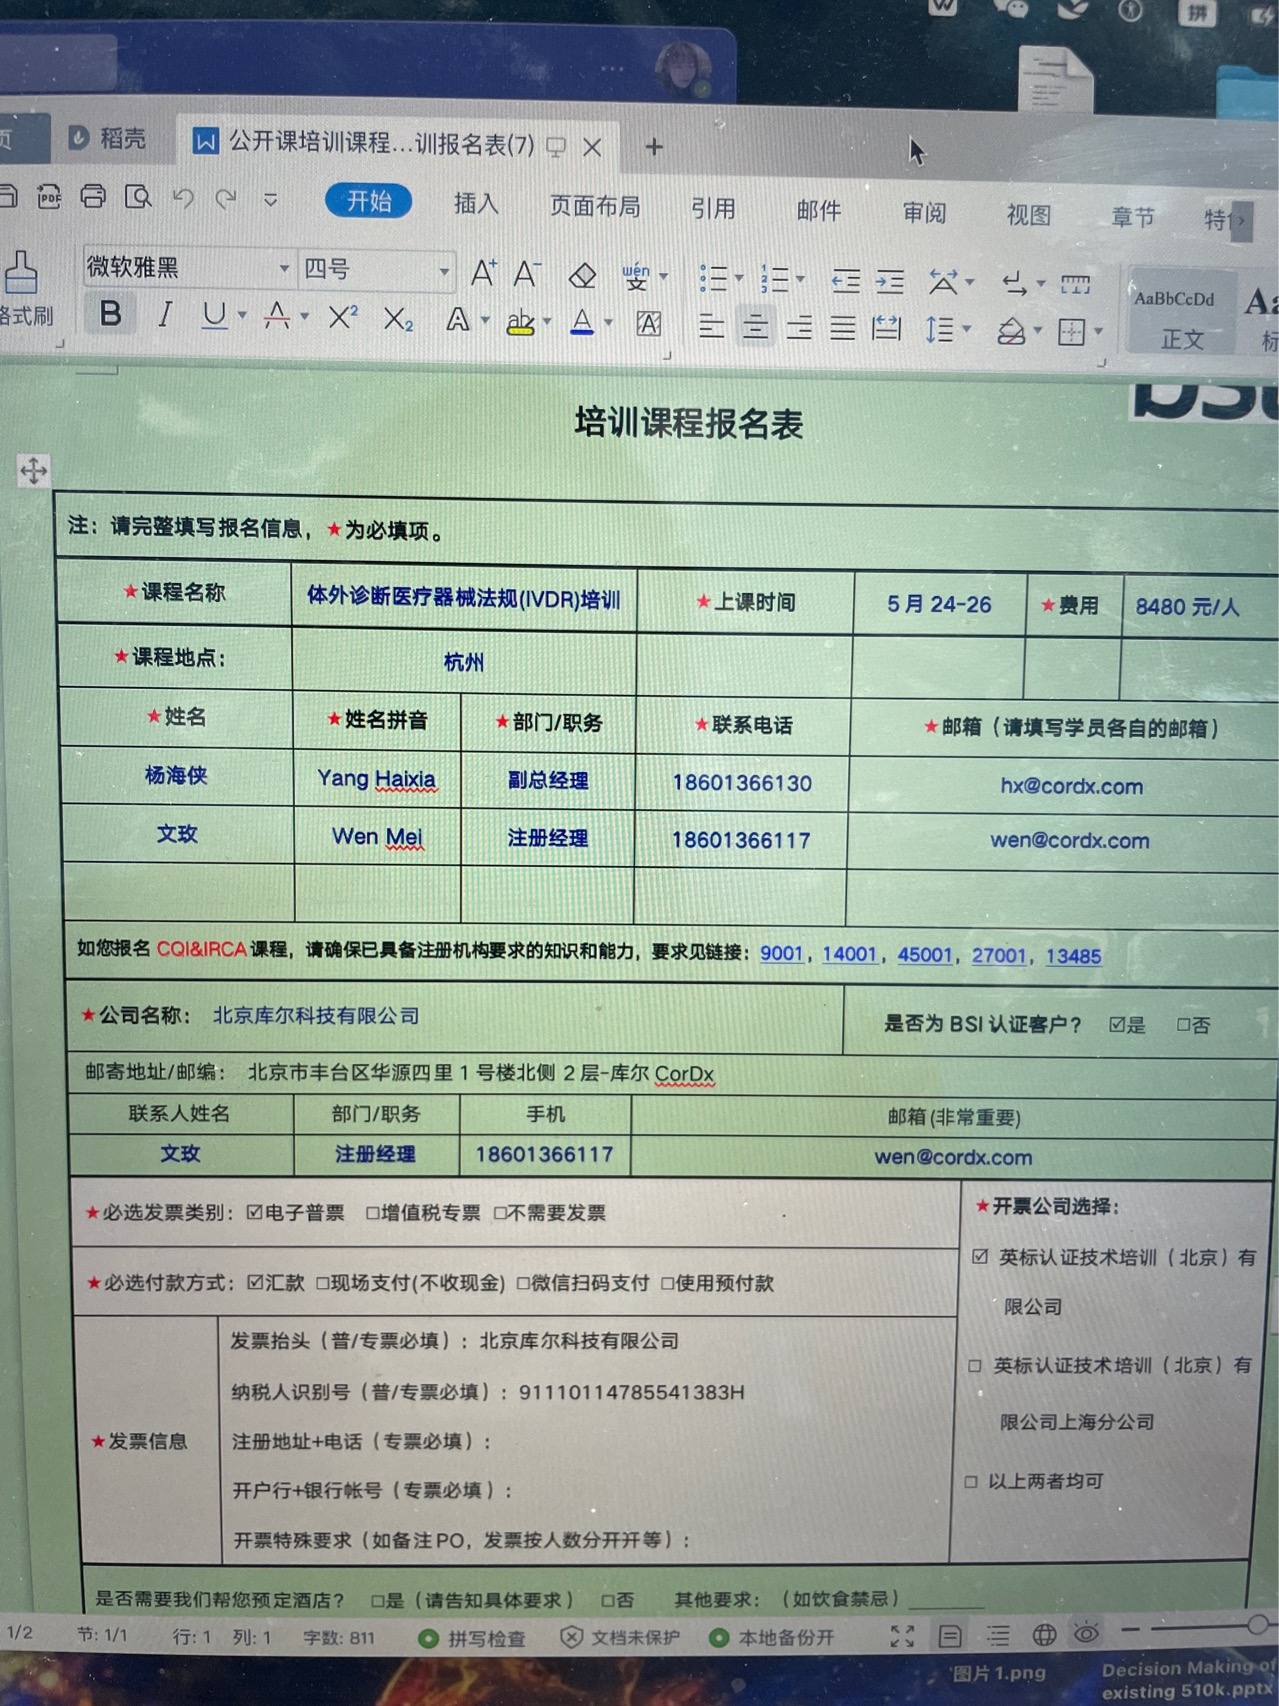 拼
页
稻壳
公开课培训课程...训报名表(7)
PDF
开始
插入
页面布局
引用
邮件
审阅
视图
章节
特
格式刷
微软雅黑
四号
A+ A-
wén
文
B I U A X² X₂ A ab A A
AaBbCcDd
正文
Aa
标
bsi
培训课程报名表
注：请完整填写报名信息，★为必填项。
★课程名称 体外诊断医疗器械法规(IVDR)培训 ★上课时间 5月24-26 ★费用 8480 元/人
★课程地点： 杭州
★姓名 ★姓名拼音 ★部门/职务 ★联系电话 ★邮箱（请填写学员各自的邮箱）
杨海侠 Yang Haixia 副总经理 18601366130 hx@cordx.com
文玫 Wen Mei 注册经理 18601366117 wen@cordx.com
如您报名 CQI&IRCA 课程，请确保已具备注册机构要求的知识和能力，要求见链接：9001，14001，45001，27001，13485
★公司名称： 北京库尔科技有限公司 是否为 BSI 认证客户？ ☑是 □否
邮寄地址/邮编： 北京市丰台区华源四里 1 号楼北侧 2 层-库尔 CorDx
联系人姓名 部门/职务 手机 邮箱(非常重要)
文玫 注册经理 18601366117 wen@cordx.com
★必选发票类别：☑电子普票 □增值税专票 □不需要发票
★必选付款方式：☑汇款 □现场支付(不收现金) □微信扫码支付 □使用预付款
★开票公司选择：
☑ 英标认证技术培训（北京）有
限公司
□ 英标认证技术培训（北京）有
限公司上海分公司
□ 以上两者均可
★发票信息
发票抬头（普/专票必填）：北京库尔科技有限公司
纳税人识别号（普/专票必填）：91110114785541383H
注册地址+电话（专票必填）：
开户行+银行帐号（专票必填）：
开票特殊要求（如备注PO，发票按人数分开开等）：
是否需要我们帮您预定酒店？ □是（请告知具体要求） □否 其他要求：（如饮食禁忌）
1/2 节: 1/1 行: 1 列: 1 字数: 811 拼写检查 文档未保护 本地备份开
图片1.png
Decision Making of
existing 510k.pptx